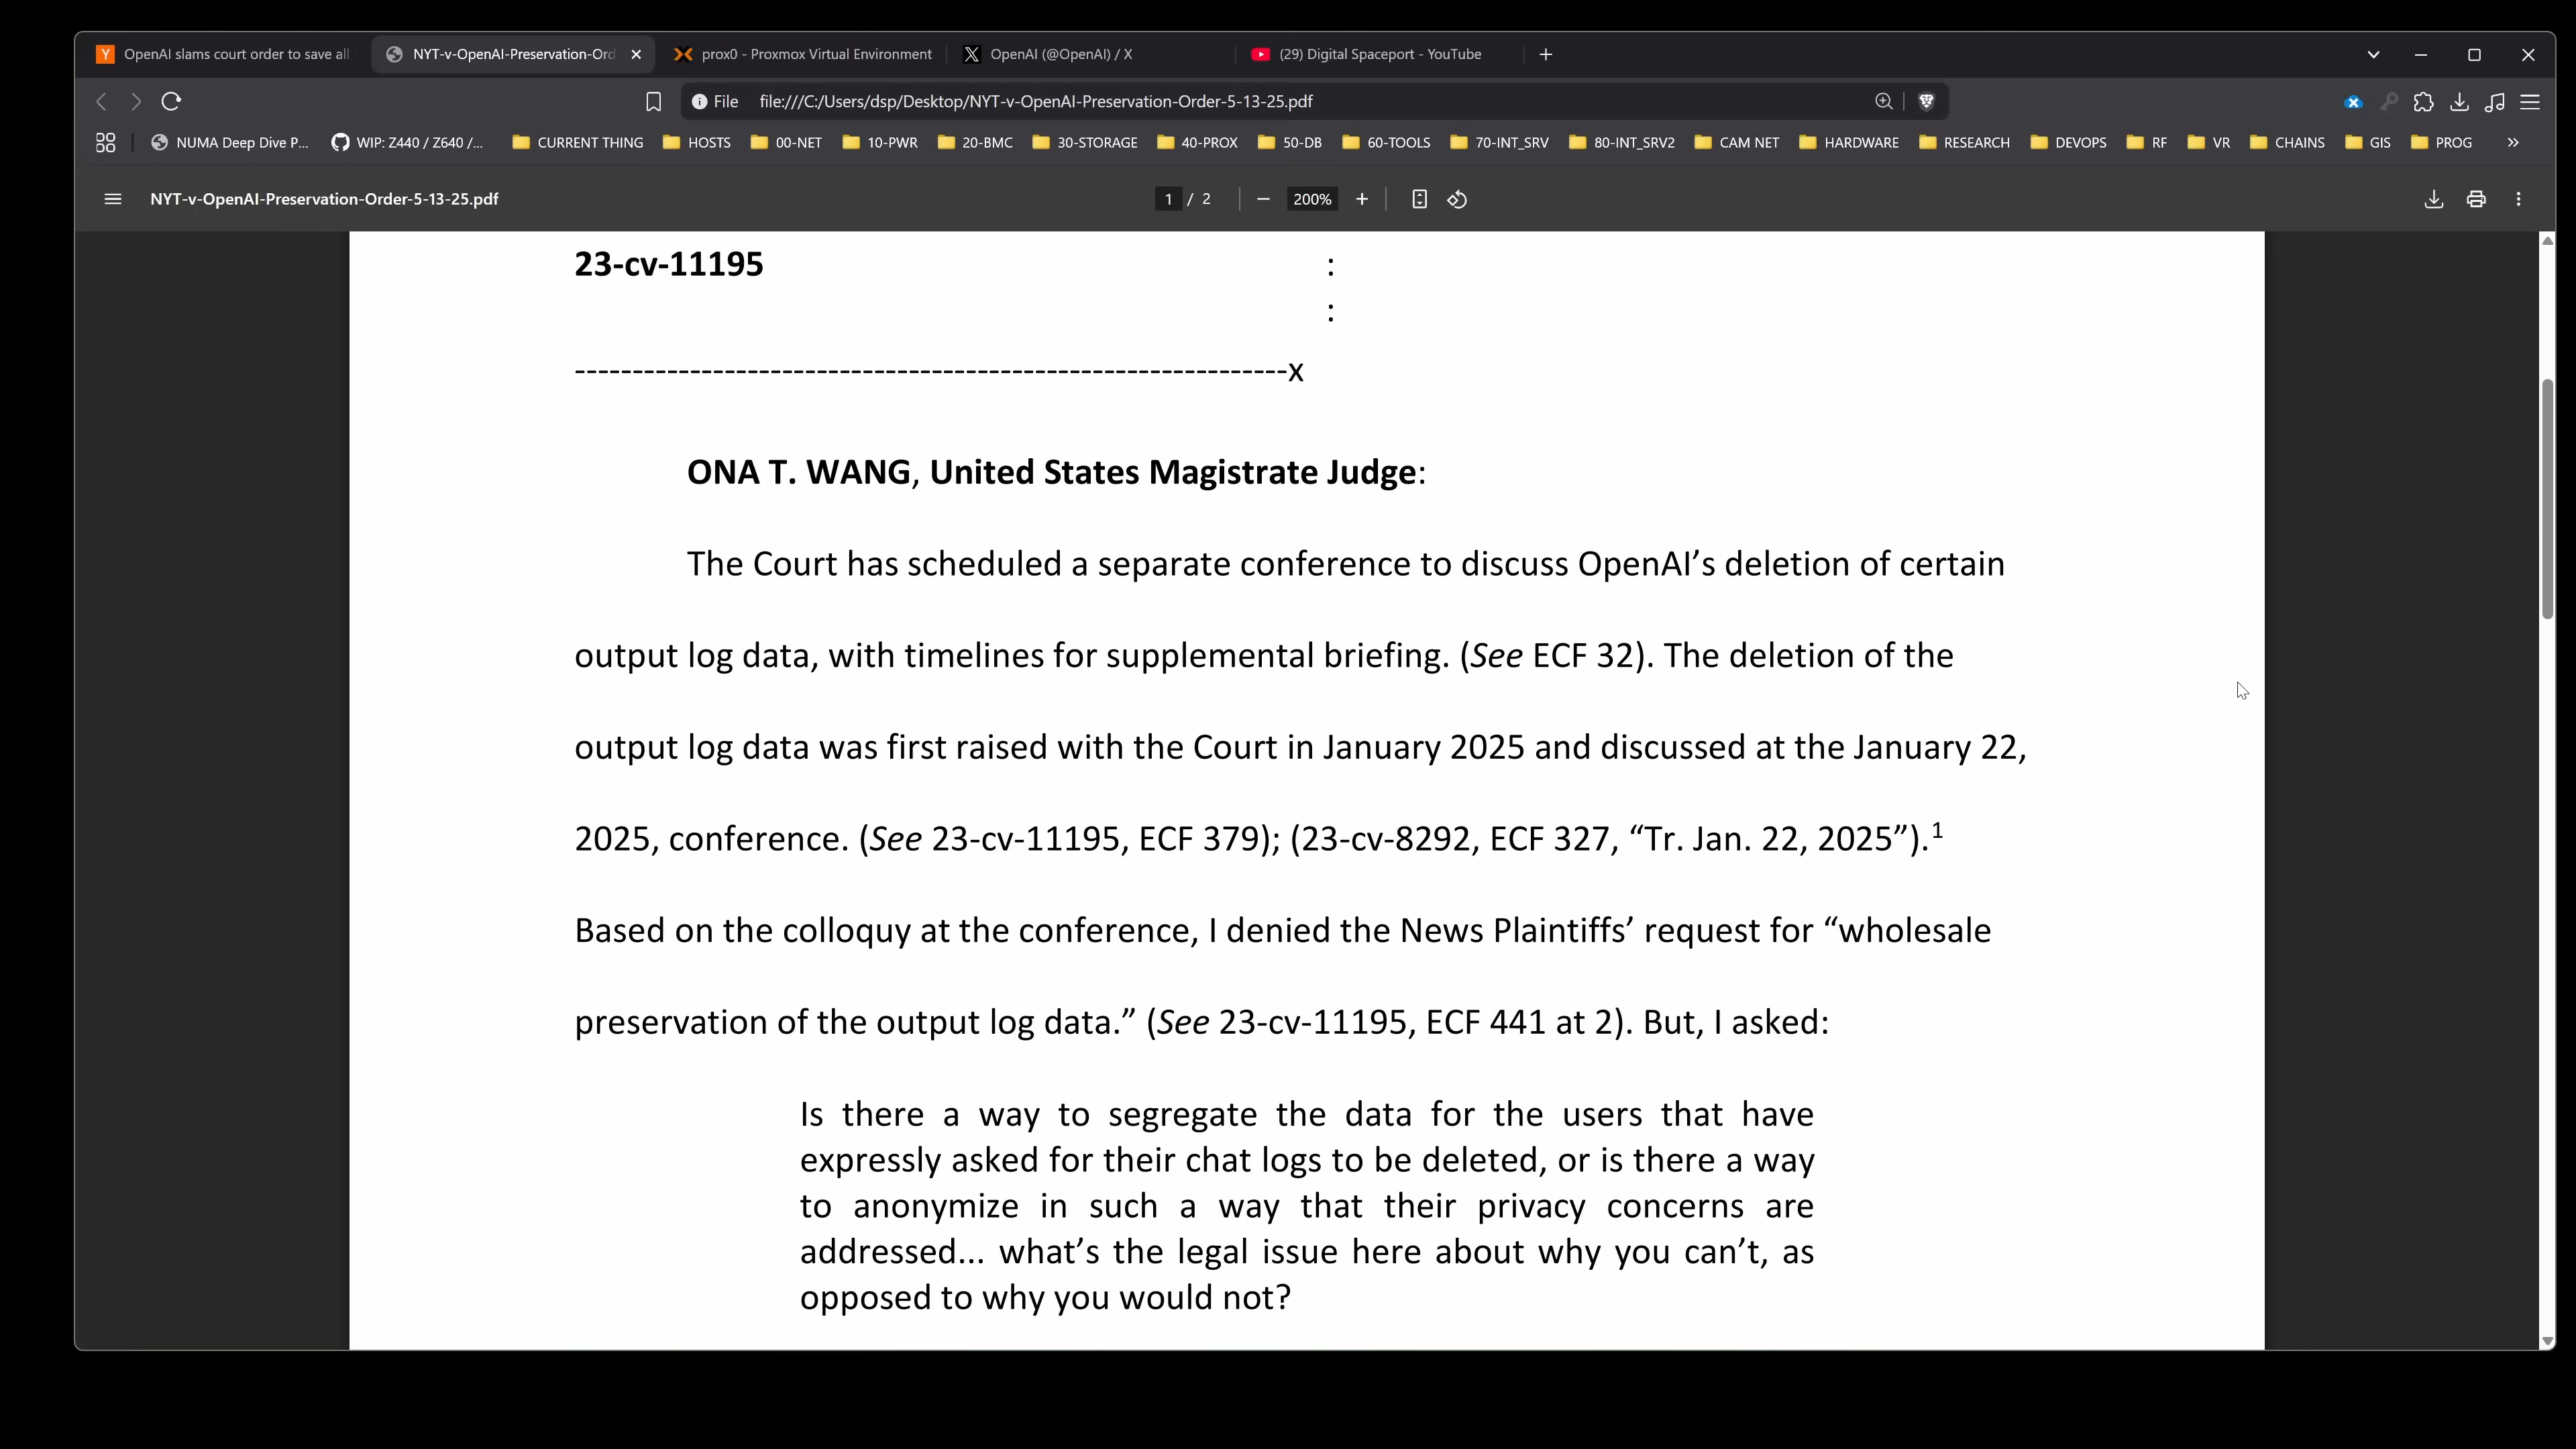 OpenAI slams court order to save all
NYT-v-OpenAI-Preservation-Ord
prox0 - Proxmox Virtual Environment
OpenAI (@OpenAI) / X
(29) Digital Spaceport - YouTube
File
file:///C:/Users/dsp/Desktop/NYT-v-OpenAI-Preservation-Order-5-13-25.pdf
NUMA Deep Dive P...
WIP: Z440 / Z640 /...
CURRENT THING
HOSTS
00-NET
10-PWR
20-BMC
30-STORAGE
40-PROX
50-DB
60-TOOLS
70-INT_SRV
80-INT_SRV2
CAM NET
HARDWARE
RESEARCH
DEVOPS
RF
VR
CHAINS
GIS
PROG
NYT-v-OpenAI-Preservation-Order-5-13-25.pdf
1 / 2
200%
23-cv-11195 :
:
--------------------------------------------------------------x
ONA T. WANG, United States Magistrate Judge:
The Court has scheduled a separate conference to discuss OpenAI’s deletion of certain
output log data, with timelines for supplemental briefing. (See ECF 32). The deletion of the
output log data was first raised with the Court in January 2025 and discussed at the January 22,
2025, conference. (See 23-cv-11195, ECF 379); (23-cv-8292, ECF 327, “Tr. Jan. 22, 2025”).1
Based on the colloquy at the conference, I denied the News Plaintiffs’ request for “wholesale
preservation of the output log data.” (See 23-cv-11195, ECF 441 at 2). But, I asked:
Is there a way to segregate the data for the users that have
expressly asked for their chat logs to be deleted, or is there a way
to anonymize in such a way that their privacy concerns are
addressed... what’s the legal issue here about why you can’t, as
opposed to why you would not?